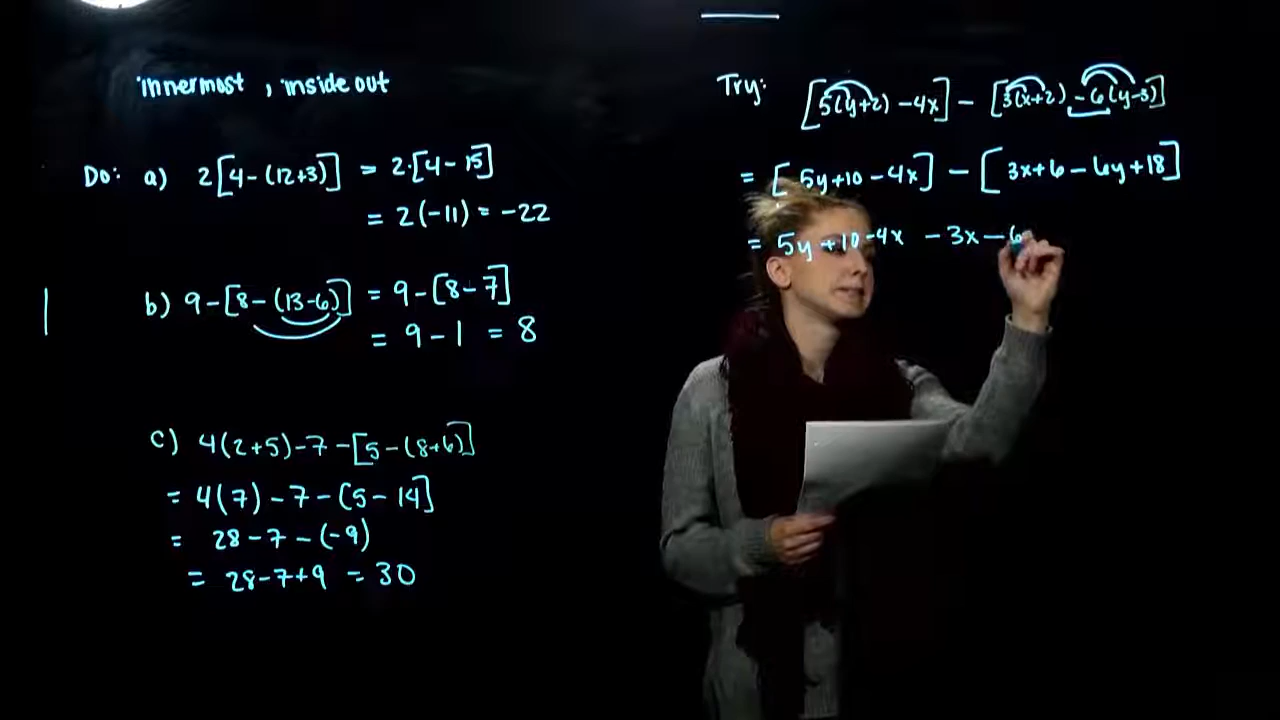 innermost, inside out
Do: a) 2[4-(12+3)] = 2·[4-15]
= 2(-11) = -22
b) 9-[8-(13-6)] = 9-[8-7]
= 9-1 = 8
c) 4(2+5)-7-[5-(8+6)]
= 4(7)-7-(5-14]
= 28-7-(-9)
= 28-7+9 = 30
Try: [5(y+2)-4x] - [3(x+2)-6(y-3)]
= [5y+10-4x] - [3x+6-6y+18]
= 5y+10-4x -3x-6